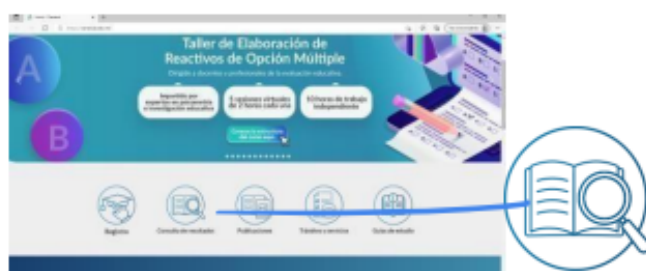 Taller de Elaboración de
Reactivos de Opción Múltiple
Dirigido a docentes y profesionales de la evaluación educativa.
Impartido por
expertos en psicometría
e investigación educativa
5 sesiones virtuales
de 2 horas cada una
10 horas de trabajo
independiente
A
B
Registro
Consulta de resultados
Publicaciones
Trámites y servicios
Guías de estudio